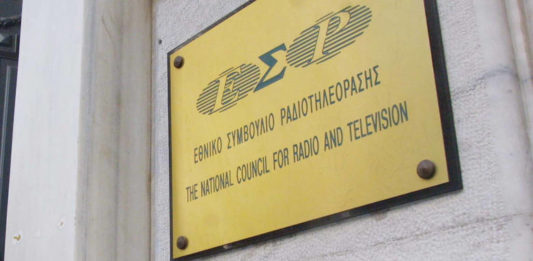 ΕΣΡ
ΕΘΝΙΚΟ ΣΥΜΒΟΥΛΙΟ ΡΑΔΙΟΤΗΛΕΟΡΑΣΗΣ
THE NATIONAL COUNCIL FOR RADIO AND TELEVISION